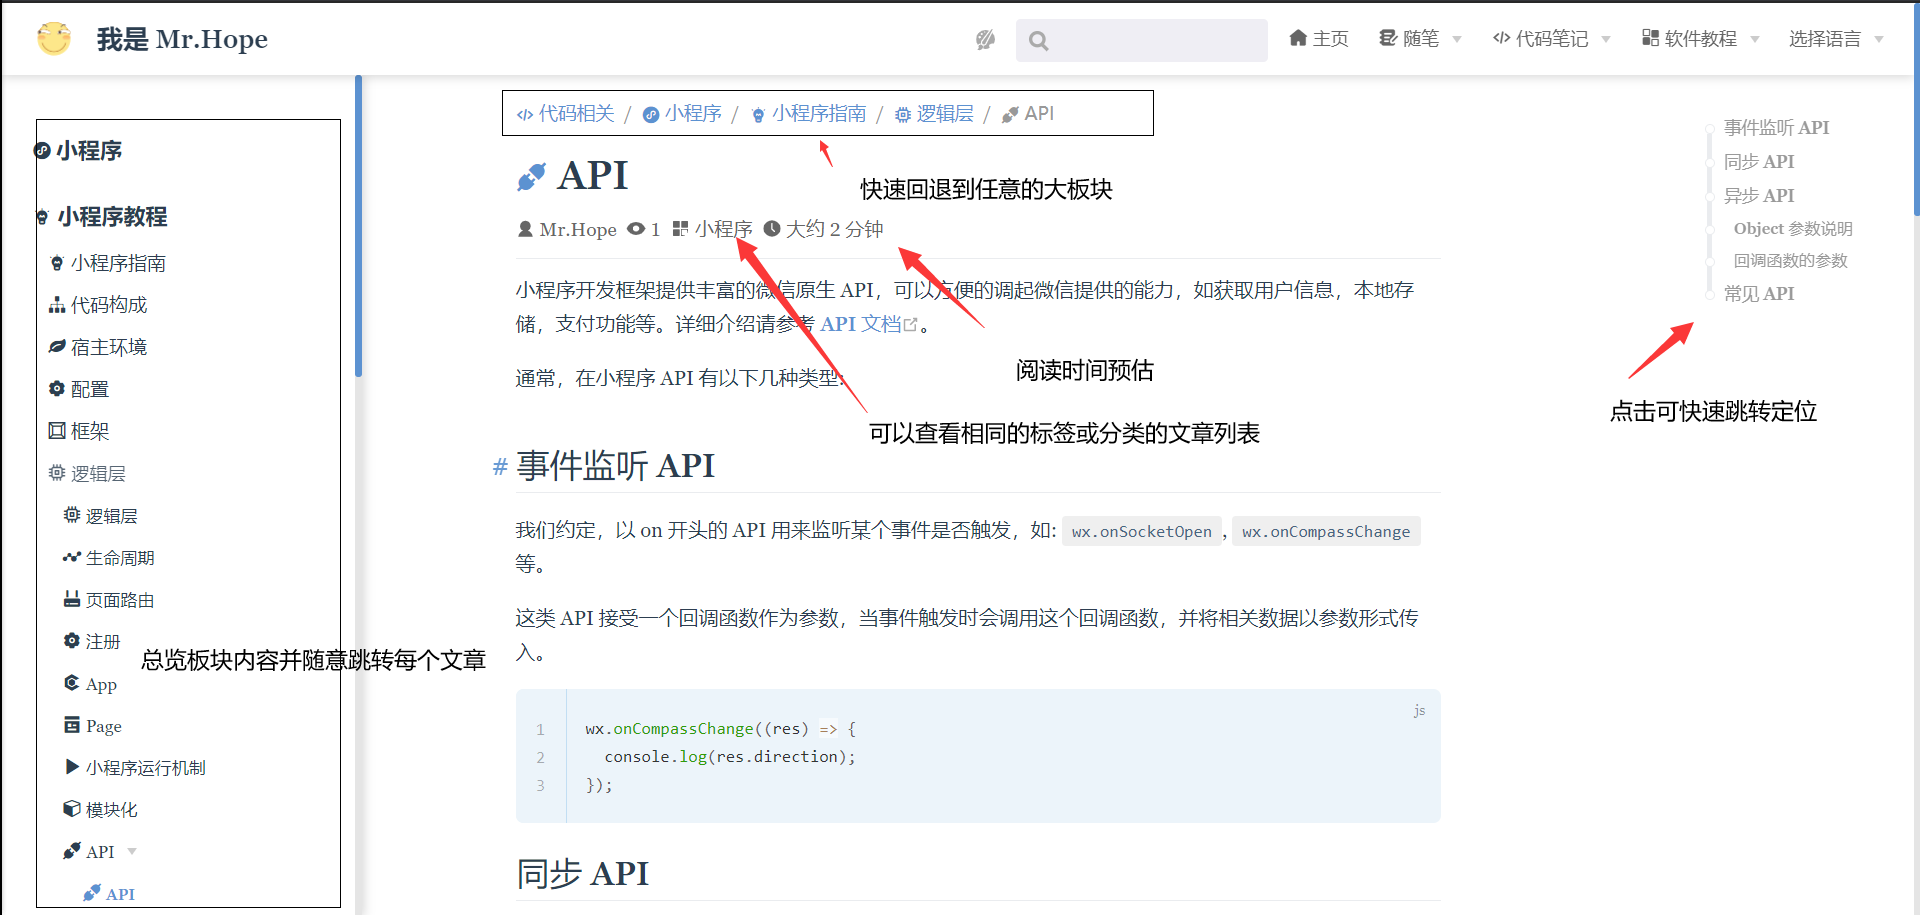 我是 Mr.Hope
主页
随笔
代码笔记
软件教程
选择语言
小程序
小程序教程
小程序指南
代码构成
宿主环境
配置
框架
逻辑层
逻辑层
生命周期
页面路由
注册
总览板块内容并随意跳转每个文章
App
Page
小程序运行机制
模块化
API
API
代码相关 / 小程序 / 小程序指南 / 逻辑层 / API
快速回退到任意的大板块
API
Mr.Hope 1 小程序 大约 2 分钟
小程序开发框架提供丰富的微信原生 API，可以方便的调起微信提供的能力，如获取用户信息，本地存
储，支付功能等。详细介绍请参考 API 文档。
阅读时间预估
通常，在小程序 API 有以下几种类型:
可以查看相同的标签或分类的文章列表
# 事件监听 API
我们约定，以 on 开头的 API 用来监听某个事件是否触发，如: wx.onSocketOpen, wx.onCompassChange
等。
这类 API 接受一个回调函数作为参数，当事件触发时会调用这个回调函数，并将相关数据以参数形式传
入。
js
1 wx.onCompassChange((res) => {
2 console.log(res.direction);
3 });
同步 API
事件监听 API
同步 API
异步 API
Object 参数说明
回调函数的参数
常见 API
点击可快速跳转定位